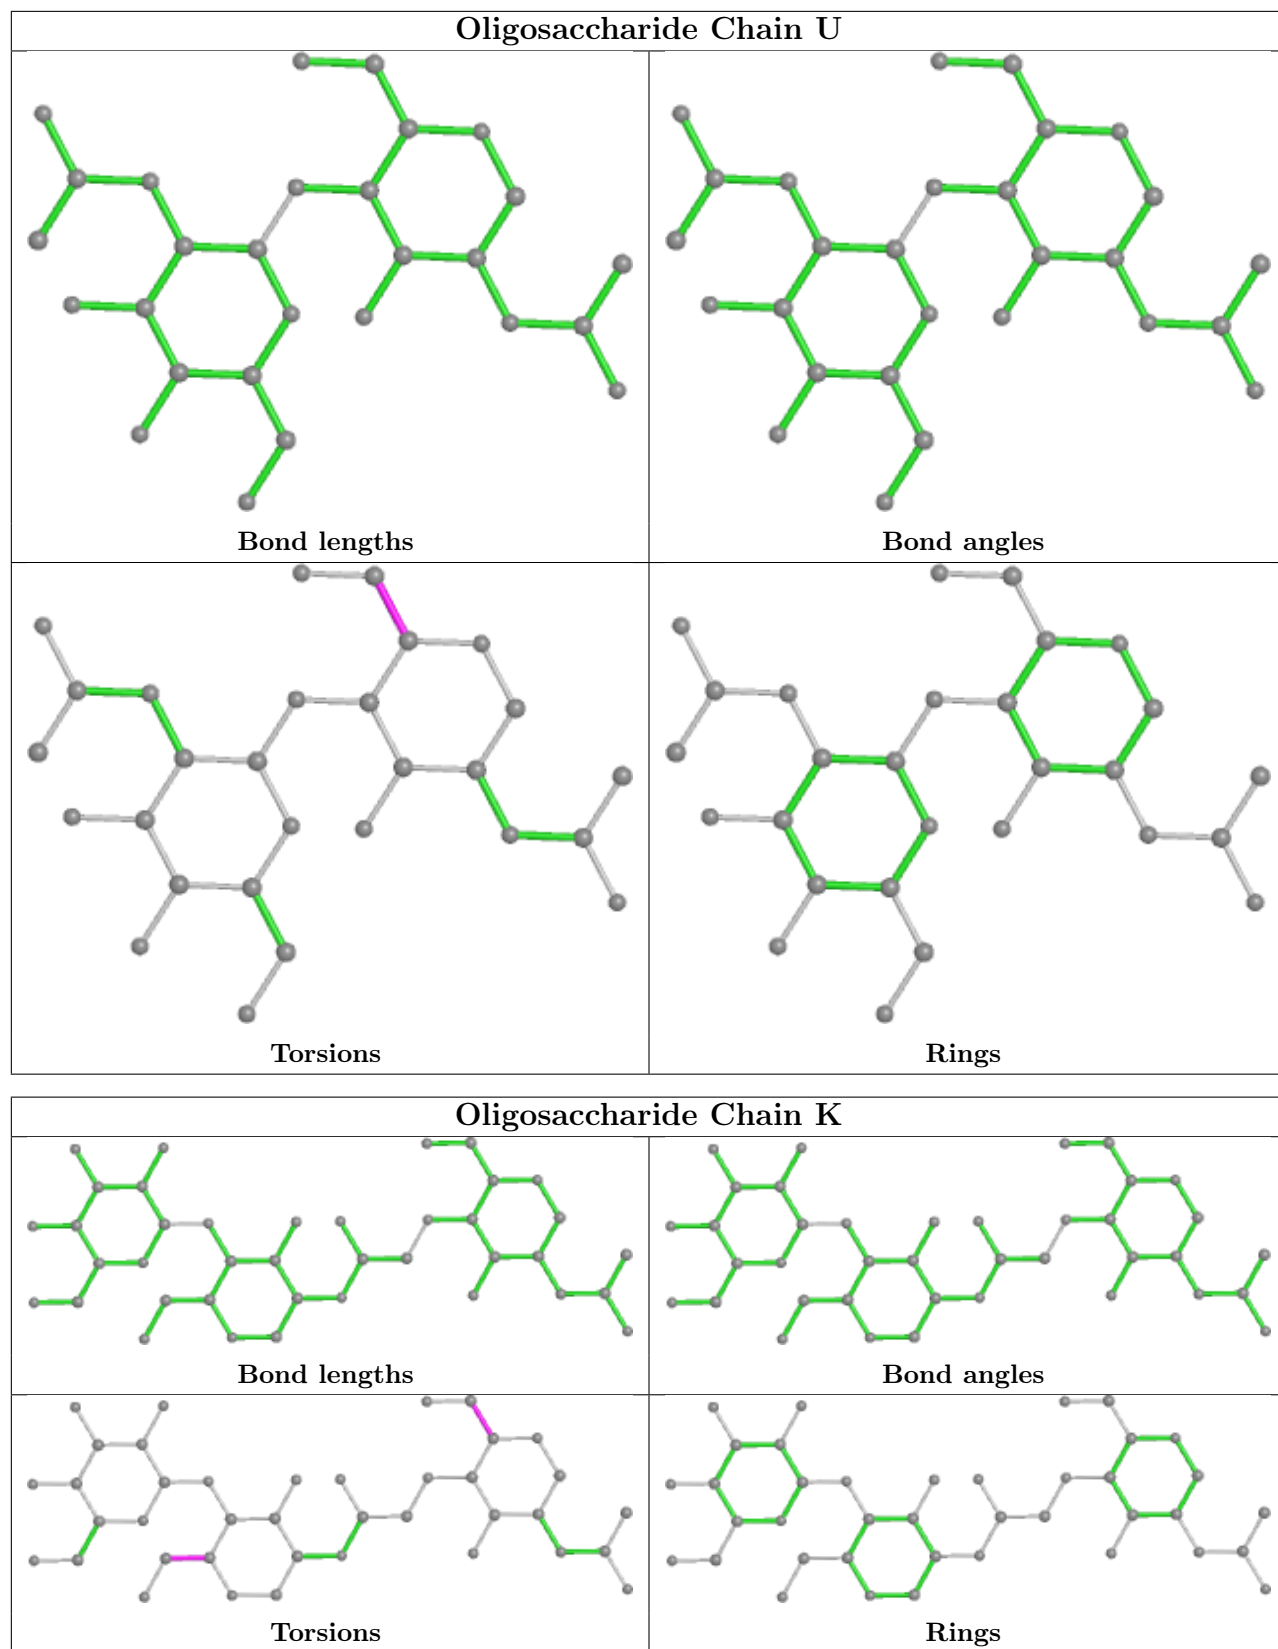 Oligosaccharide Chain U
Bond lengths
Bond angles
Torsions
Rings
Oligosaccharide Chain K
Bond lengths
Bond angles
Torsions
Rings